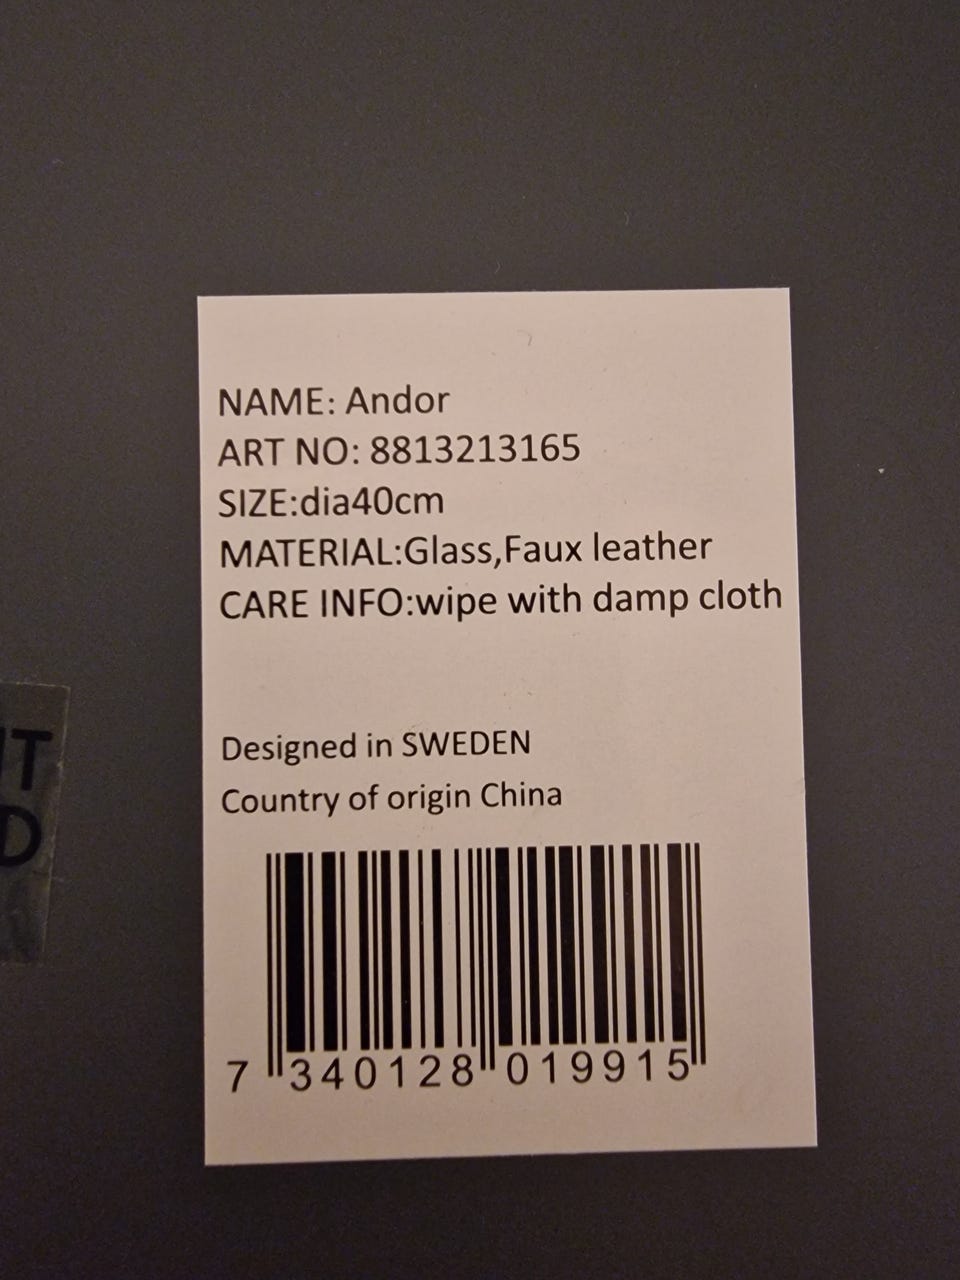 NAME: Andor
ART NO: 8813213165
SIZE:dia40cm
MATERIAL:Glass,Faux leather
CARE INFO:wipe with damp cloth
Designed in SWEDEN
Country of origin China
7 340128 019915